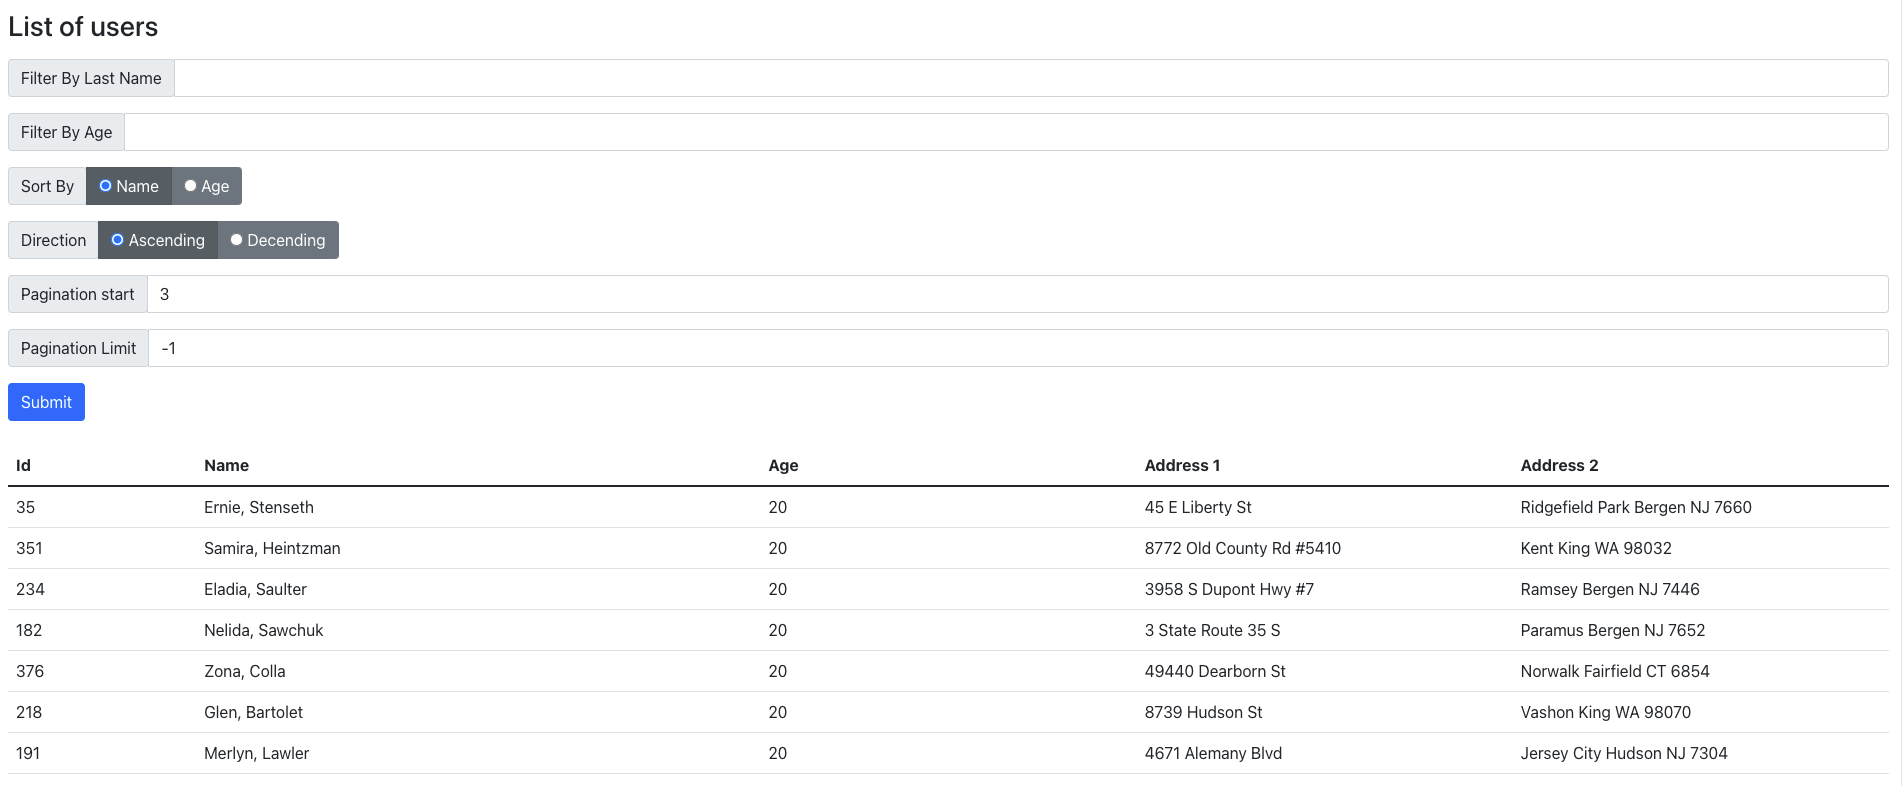 List of users
Filter By Last Name
Filter By Age
Sort By Name Age
Direction Ascending Decending
Pagination start 3
Pagination Limit -1
Submit
Id Name Age Address 1 Address 2
35 Ernie, Stenseth 20 45 E Liberty St Ridgefield Park Bergen NJ 7660
351 Samira, Heintzman 20 8772 Old County Rd #5410 Kent King WA 98032
234 Eladia, Saulter 20 3958 S Dupont Hwy #7 Ramsey Bergen NJ 7446
182 Nelida, Sawchuk 20 3 State Route 35 S Paramus Bergen NJ 7652
376 Zona, Colla 20 49440 Dearborn St Norwalk Fairfield CT 6854
218 Glen, Bartolet 20 8739 Hudson St Vashon King WA 98070
191 Merlyn, Lawler 20 4671 Alemany Blvd Jersey City Hudson NJ 7304